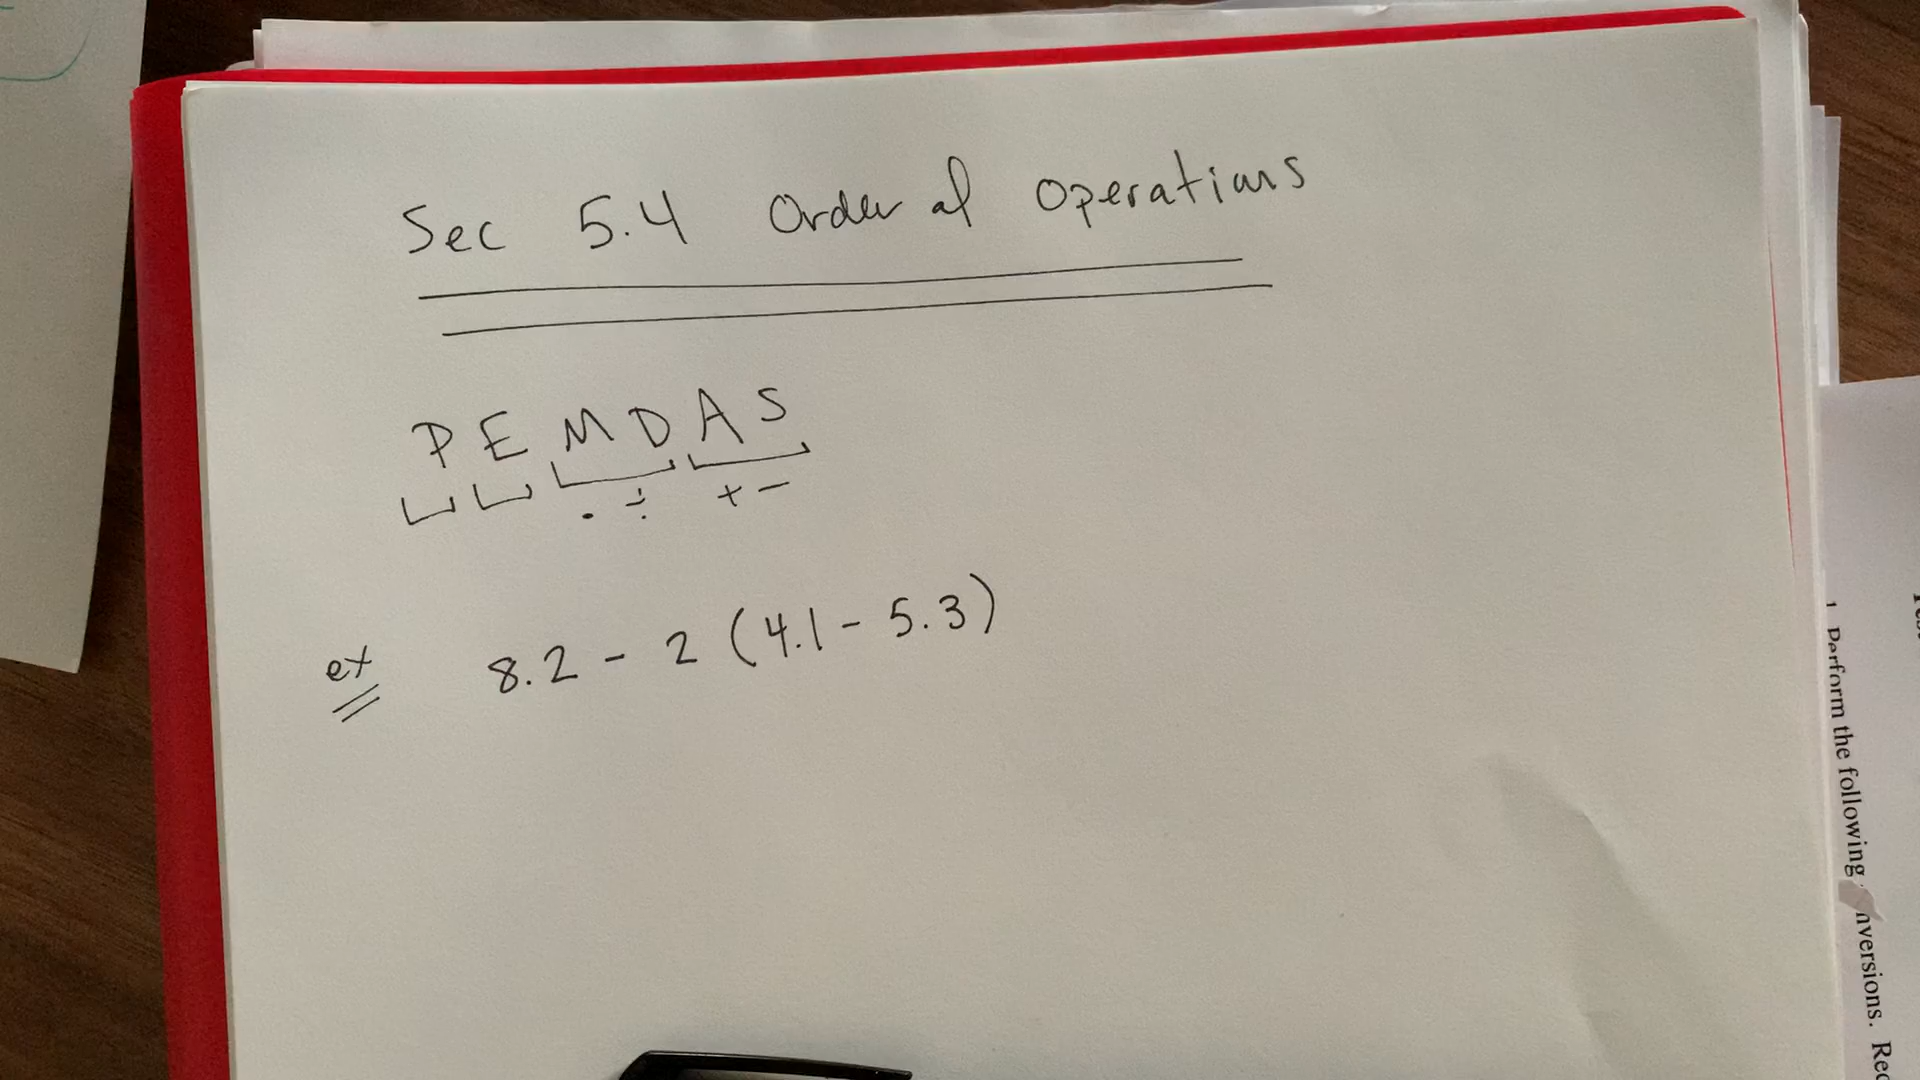 Sec 5.4 Order of Operations
P E M D A S
· ÷ + −
ex 8.2 - 2 (4.1 - 5.3)
1 Perform the following
nversions. Rec